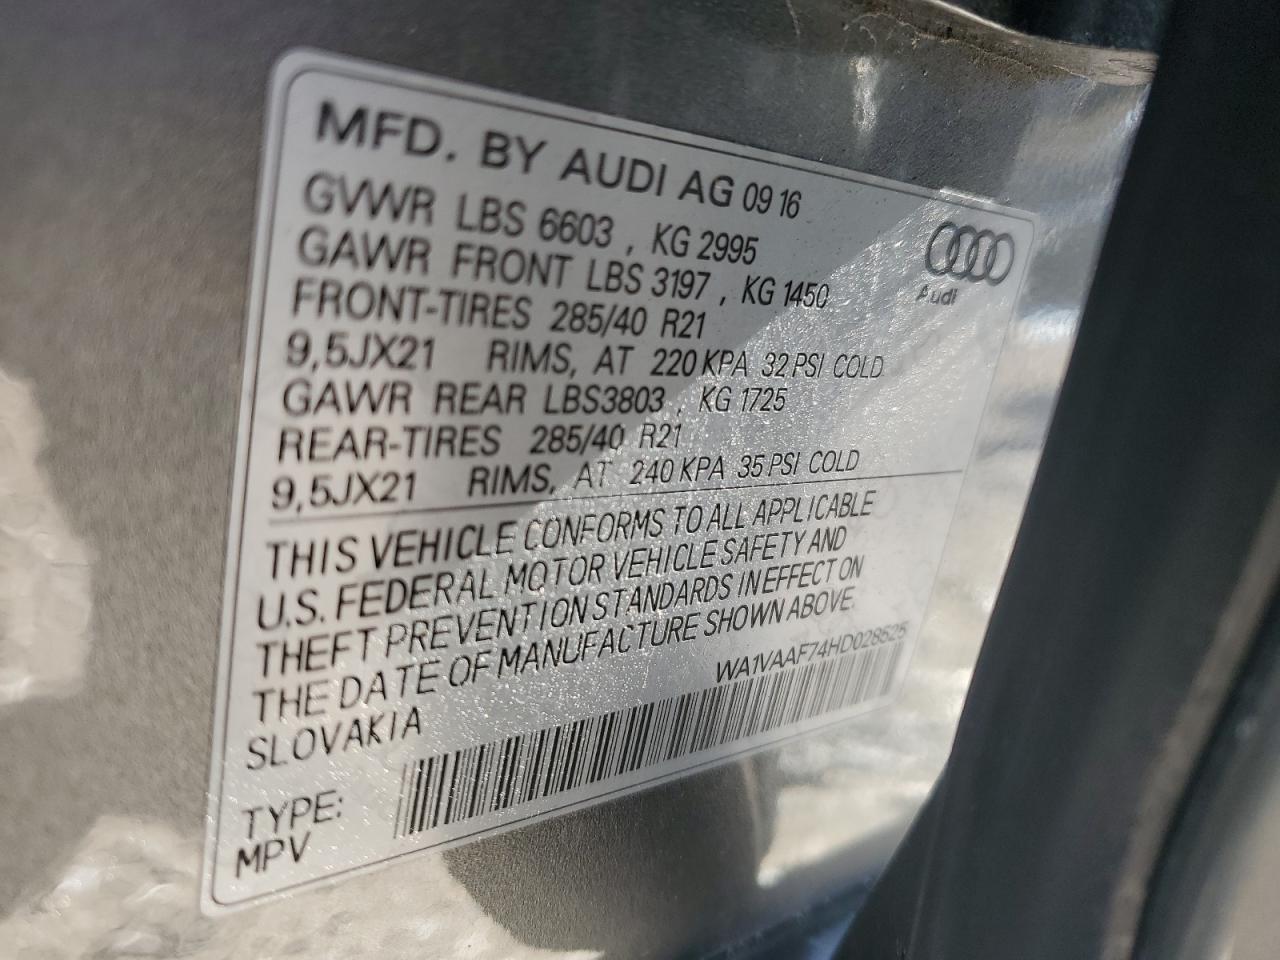 MFD. BY AUDI AG 09 16
GVWR LBS 6603 , KG 2995
GAWR FRONT LBS 3197 , KG 1450
FRONT-TIRES 285/40 R21
9,5JX21 RIMS, AT 220 KPA 32 PSI COLD
GAWR REAR LBS3803 , KG 1725
REAR-TIRES 285/40 R21
9,5JX21 RIMS, AT 240 KPA 35 PSI COLD
Audi
THIS VEHICLE CONFORMS TO ALL APPLICABLE
U.S. FEDERAL MOTOR VEHICLE SAFETY AND
THEFT PREVENTION STANDARDS IN EFFECT ON
THE DATE OF MANUFACTURE SHOWN ABOVE.
SLOVAKIA
WA1VAAF74HD028525
TYPE:
MPV